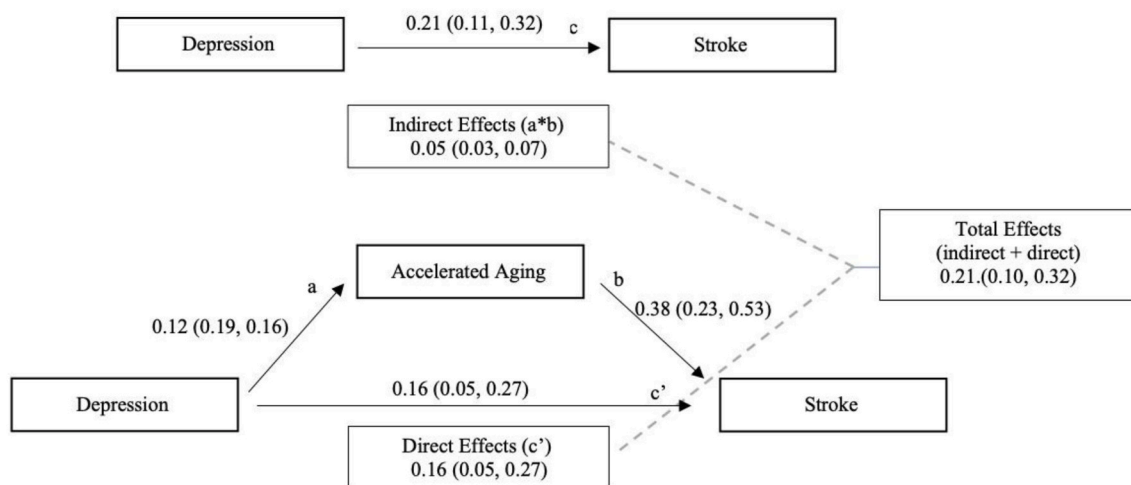 0.21 (0.11, 0.32)
c
Depression
Stroke
Indirect Effects (a*b)
0.05 (0.03, 0.07)
Total Effects
(indirect + direct)
0.21.(0.10, 0.32)
Accelerated Aging
a
b
0.12 (0.19, 0.16)
0.38 (0.23, 0.53)
0.16 (0.05, 0.27)
c’
Depression
Stroke
Direct Effects (c’)
0.16 (0.05, 0.27)